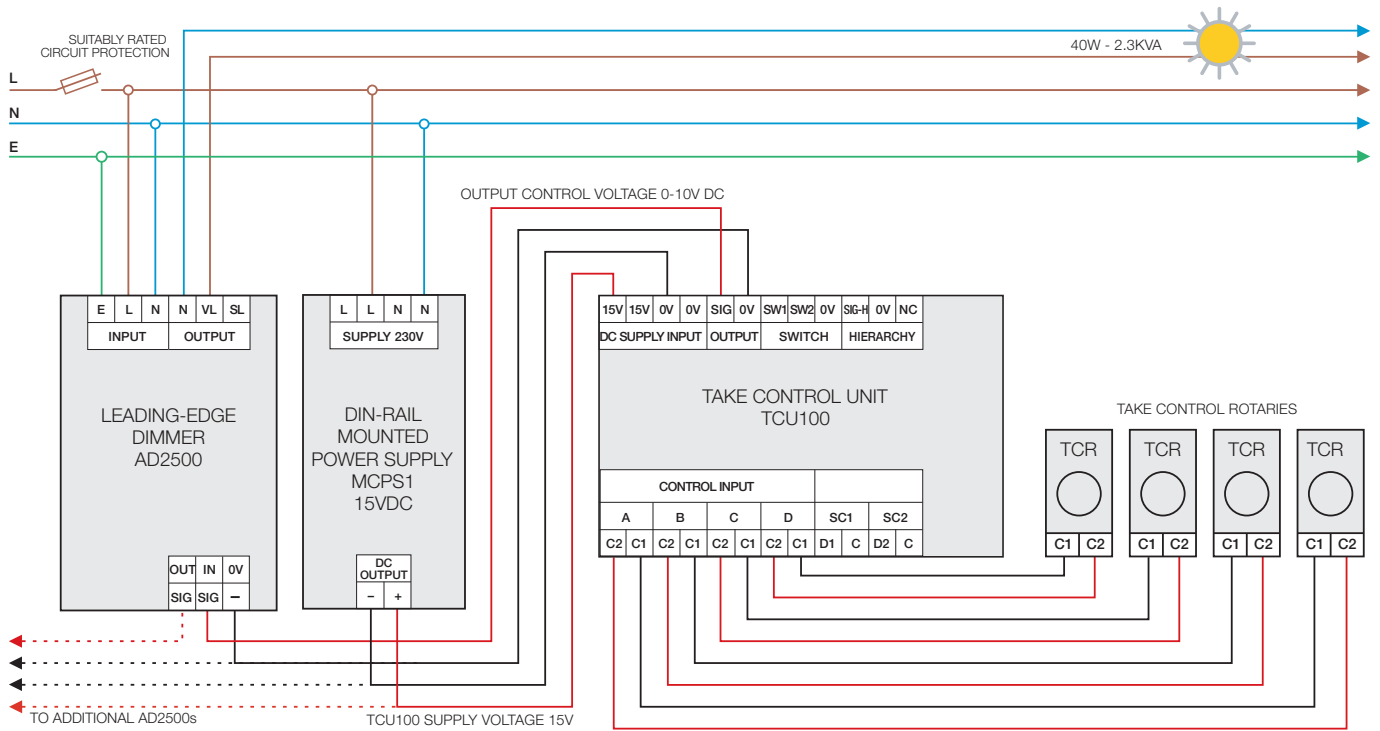 SUITABLY RATED
CIRCUIT PROTECTION
40W - 2.3KVA
L
N
E
OUTPUT CONTROL VOLTAGE 0-10V DC
E L N N VL SL
INPUT OUTPUT
LEADING-EDGE
DIMMER
AD2500
OUT IN 0V
SIG SIG –
L L N N
SUPPLY 230V
DIN-RAIL
MOUNTED
POWER SUPPLY
MCPS1
15VDC
DC
OUTPUT
– +
15V 15V 0V 0V SIG 0V SW1 SW2 0V SIG-H 0V NC
DC SUPPLY INPUT OUTPUT SWITCH HIERARCHY
TAKE CONTROL UNIT
TCU100
CONTROL INPUT
A B C D SC1 SC2
C2 C1 C2 C1 C2 C1 C2 C1 D1 C D2 C
TAKE CONTROL ROTARIES
TCR TCR TCR TCR
C1 C2 C1 C2 C1 C2 C1 C2
TO ADDITIONAL AD2500s
TCU100 SUPPLY VOLTAGE 15V